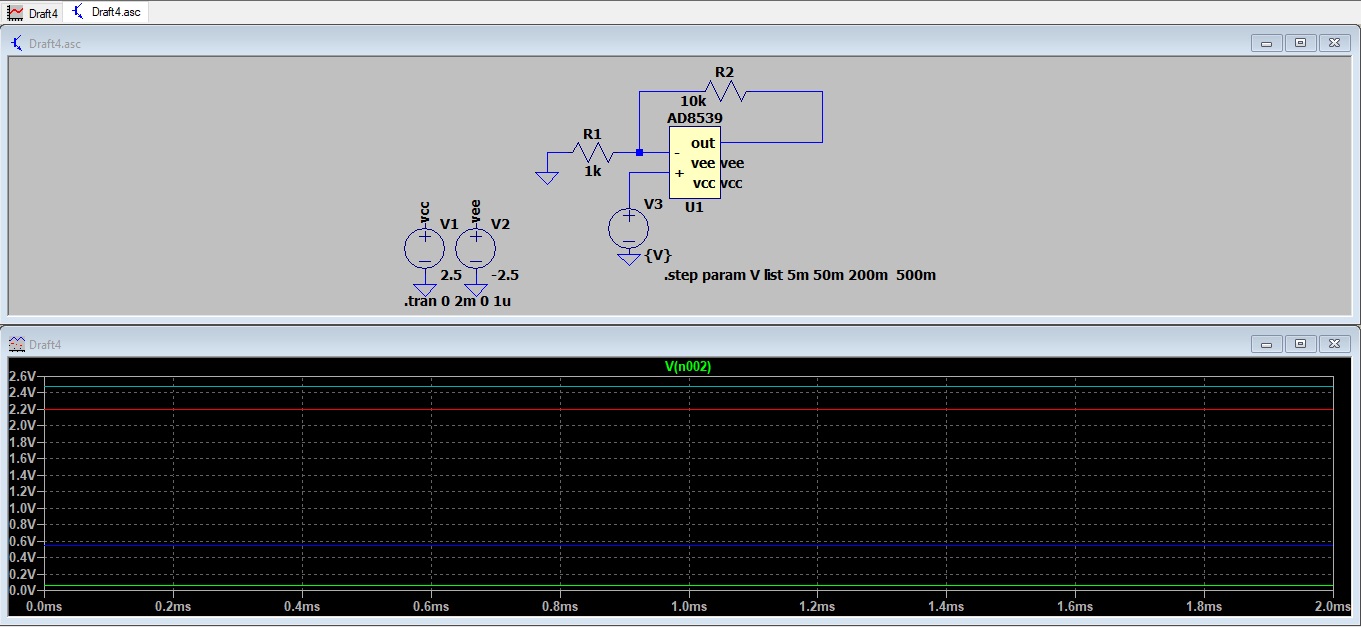 Draft4 Draft4.asc
Draft4.asc
R2
10k
AD8539
R1
out
-
vee vee
1k
+
vcc vcc
U1
vcc vee
V3
V1 V2
+ + +
- - -
{V}
2.5 -2.5
.step param V list 5m 50m 200m 500m
.tran 0 2m 0 1u
Draft4
V(n002)
2.6V
2.4V
2.2V
2.0V
1.8V
1.6V
1.4V
1.2V
1.0V
0.8V
0.6V
0.4V
0.2V
0.0V
0.0ms 0.2ms 0.4ms 0.6ms 0.8ms 1.0ms 1.2ms 1.4ms 1.6ms 1.8ms 2.0ms